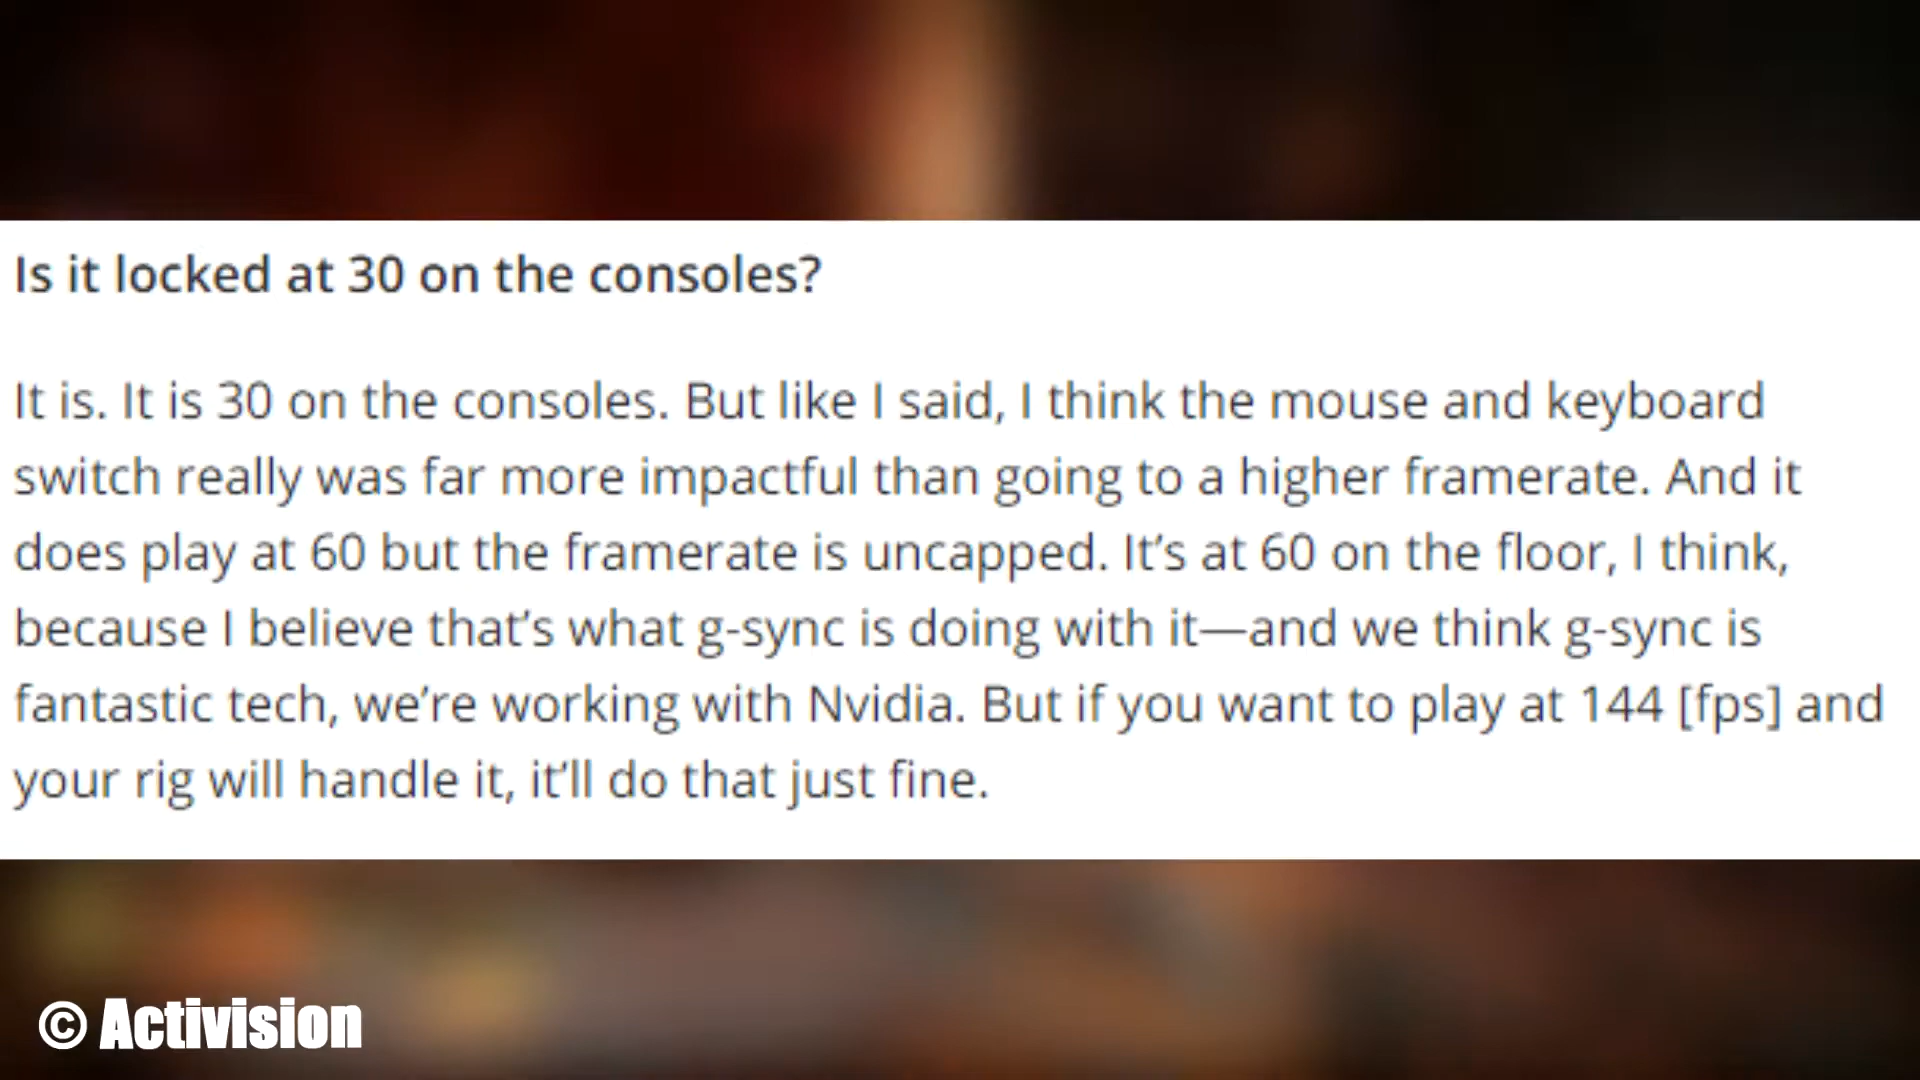 Is it locked at 30 on the consoles?
It is. It is 30 on the consoles. But like I said, I think the mouse and keyboard
switch really was far more impactful than going to a higher framerate. And it
does play at 60 but the framerate is uncapped. It’s at 60 on the floor, I think,
because I believe that’s what g-sync is doing with it—and we think g-sync is
fantastic tech, we’re working with Nvidia. But if you want to play at 144 [fps] and
your rig will handle it, it’ll do that just fine.
© Activision